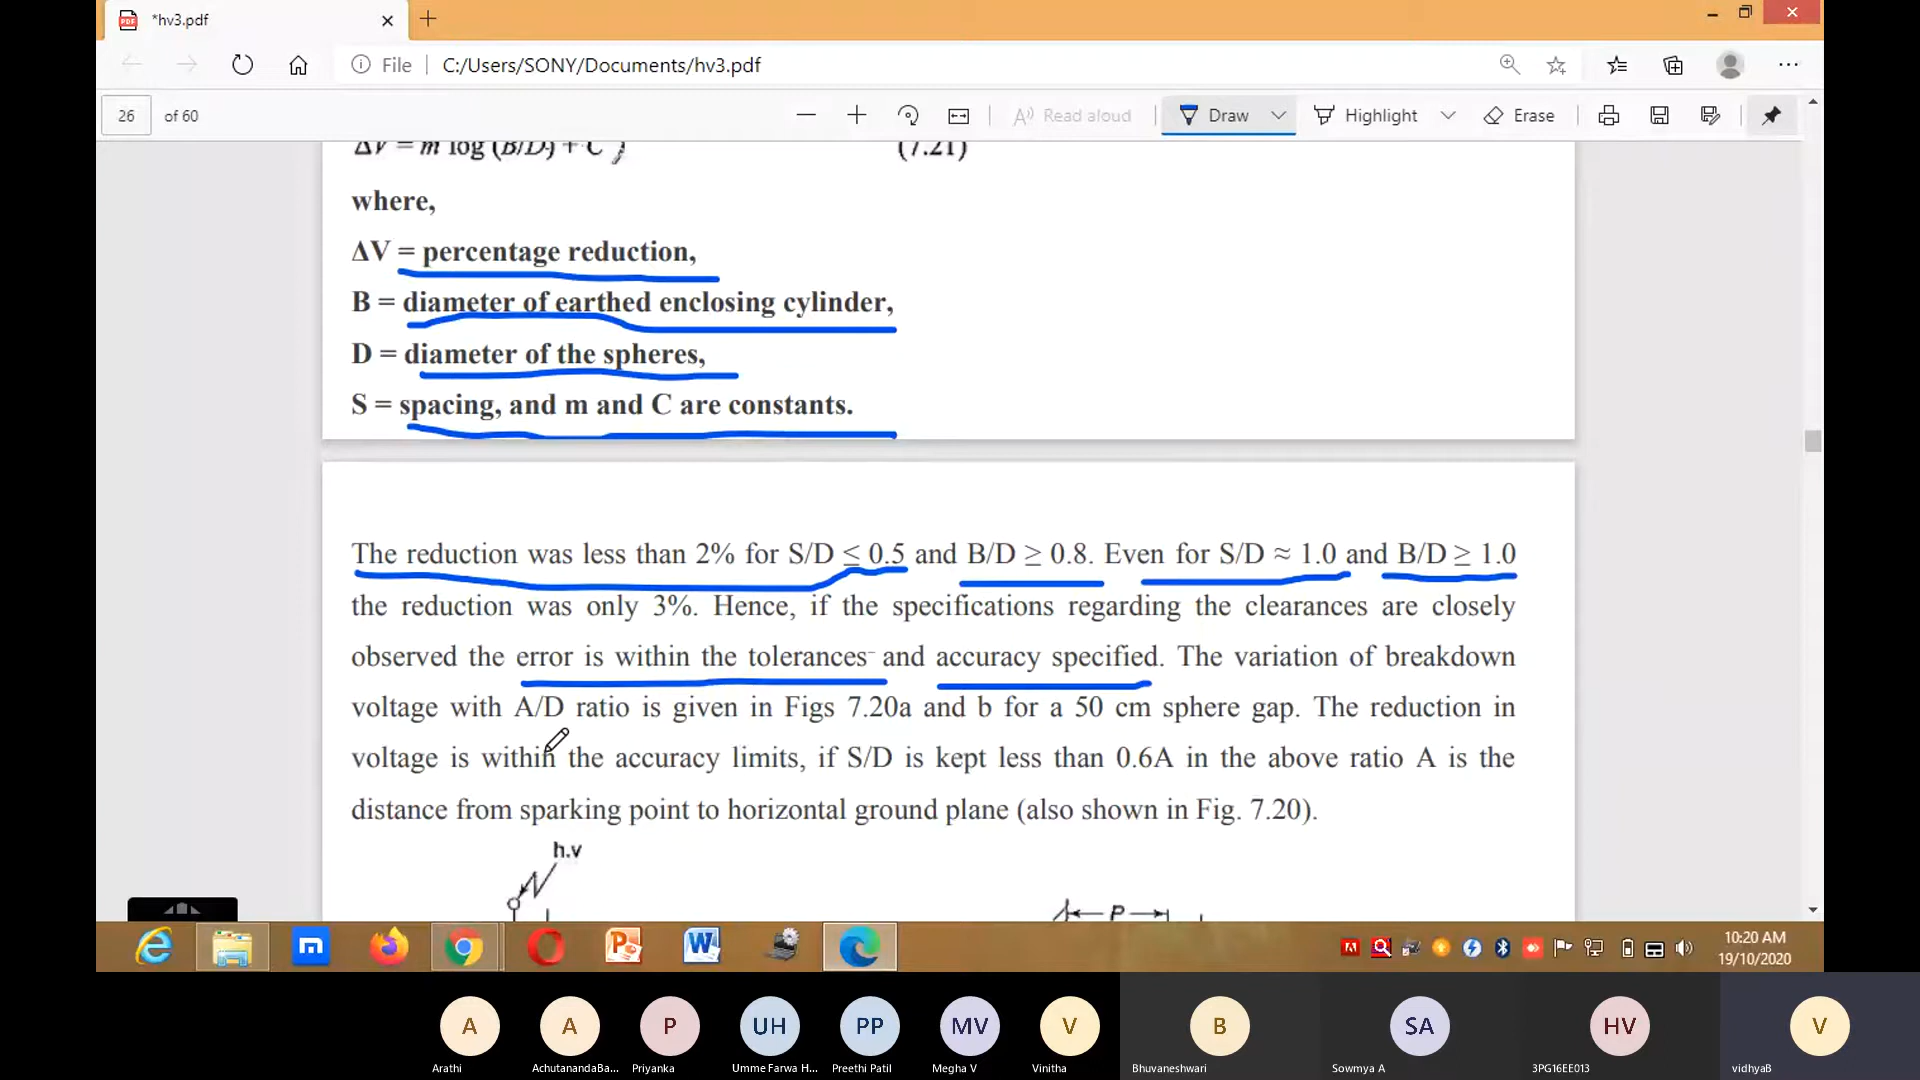 *hv3.pdf
File
C:/Users/SONY/Documents/hv3.pdf
26 of 60
Read aloud
Draw
Highlight
Erase
ΔV = m log (B/D) + C (7.21)
where,
ΔV = percentage reduction,
B = diameter of earthed enclosing cylinder,
D = diameter of the spheres,
S = spacing, and m and C are constants.
The reduction was less than 2% for S/D ≤ 0.5 and B/D ≥ 0.8. Even for S/D ≈ 1.0 and B/D ≥ 1.0
the reduction was only 3%. Hence, if the specifications regarding the clearances are closely
observed the error is within the tolerances⁻ and accuracy specified. The variation of breakdown
voltage with A/D ratio is given in Figs 7.20a and b for a 50 cm sphere gap. The reduction in
voltage is within the accuracy limits, if S/D is kept less than 0.6A in the above ratio A is the
distance from sparking point to horizontal ground plane (also shown in Fig. 7.20).
h.v
P
10:20 AM
19/10/2020
A A P UH PP MV V B SA HV V
Arathi AchutanandaBa... Priyanka Umme Farwa H... Preethi Patil Megha V Vinitha Bhuvaneshwari Sowmya A 3PG16EE013 vidhyaB